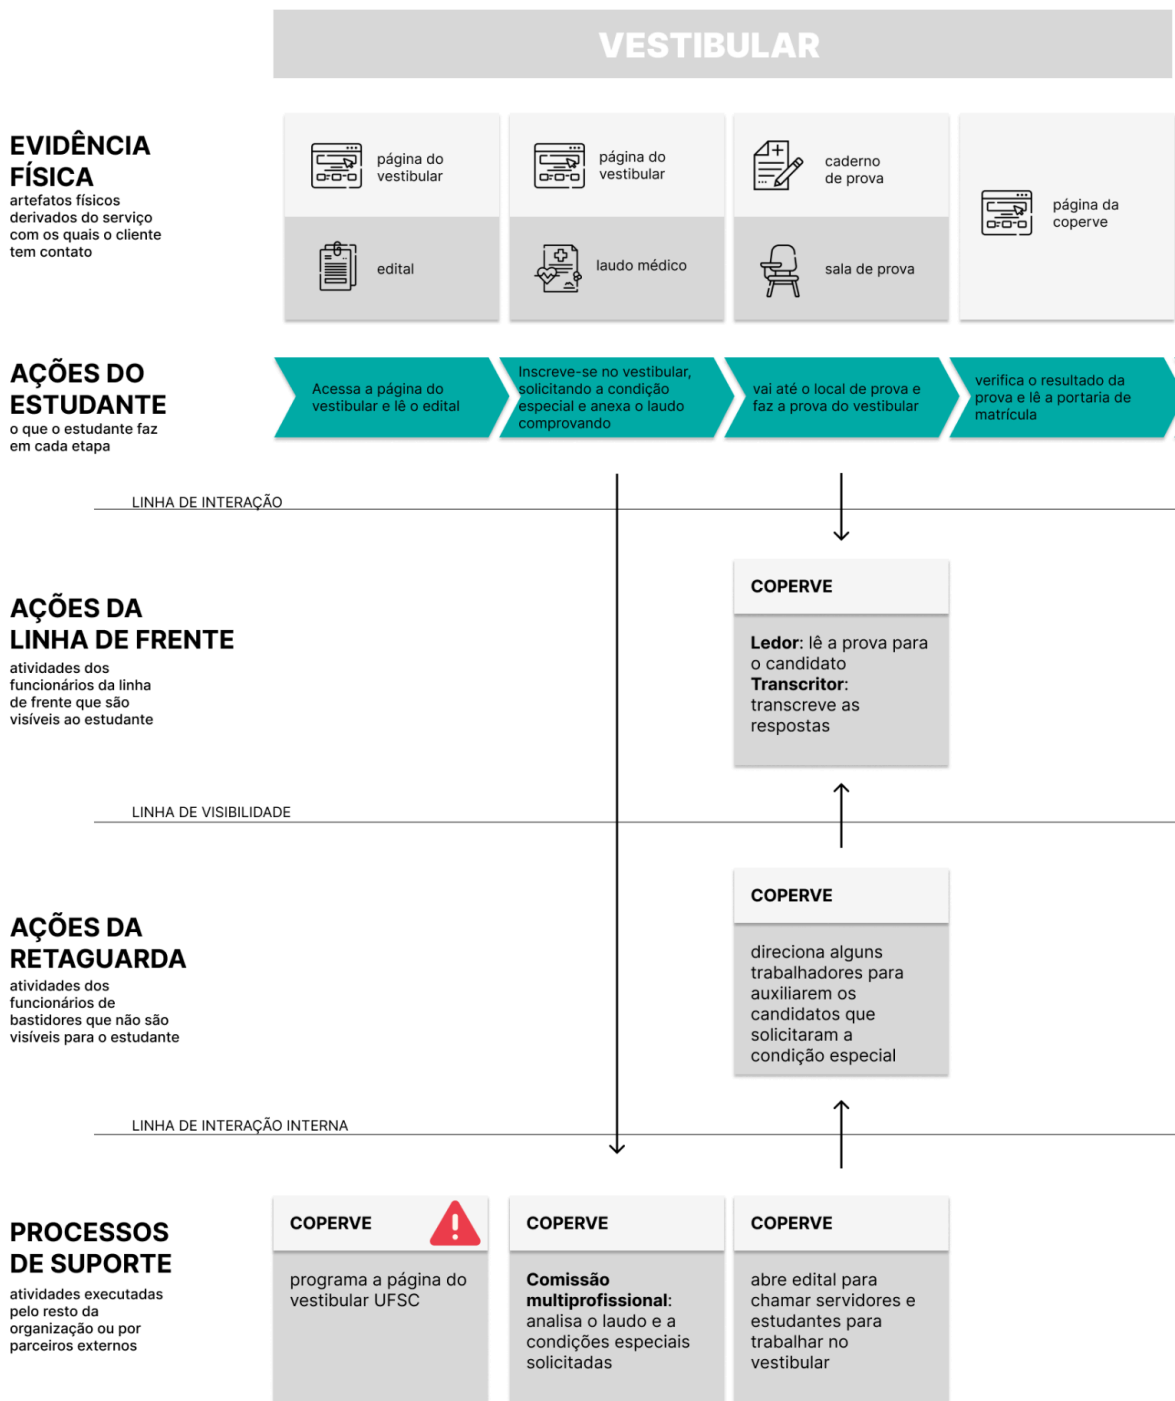 VESTIBULAR
EVIDÊNCIA
FÍSICA
artefatos físicos
derivados do serviço
com os quais o cliente
tem contato
página do
vestibular
edital
página do
vestibular
laudo médico
caderno
de prova
sala de prova
página da
coperve
AÇÕES DO
ESTUDANTE
o que o estudante faz
em cada etapa
Acessa a página do
vestibular e lê o edital
Inscreve-se no vestibular,
solicitando a condição
especial e anexa o laudo
comprovando
vai até o local de prova e
faz a prova do vestibular
verifica o resultado da
prova e lê a portaria de
matrícula
LINHA DE INTERAÇÃO
AÇÕES DA
LINHA DE FRENTE
atividades dos
funcionários da linha
de frente que são
visíveis ao estudante
COPERVE
Ledor: lê a prova para
o candidato
Transcritor:
transcreve as
respostas
LINHA DE VISIBILIDADE
AÇÕES DA
RETAGUARDA
atividades dos
funcionários de
bastidores que não são
visíveis para o estudante
COPERVE
direciona alguns
trabalhadores para
auxiliarem os
candidatos que
solicitaram a
condição especial
LINHA DE INTERAÇÃO INTERNA
PROCESSOS
DE SUPORTE
atividades executadas
pelo resto da
organização ou por
parceiros externos
COPERVE
programa a página do
vestibular UFSC
COPERVE
Comissão
multiprofissional:
analisa o laudo e a
condições especiais
solicitadas
COPERVE
abre edital para
chamar servidores e
estudantes para
trabalhar no
vestibular